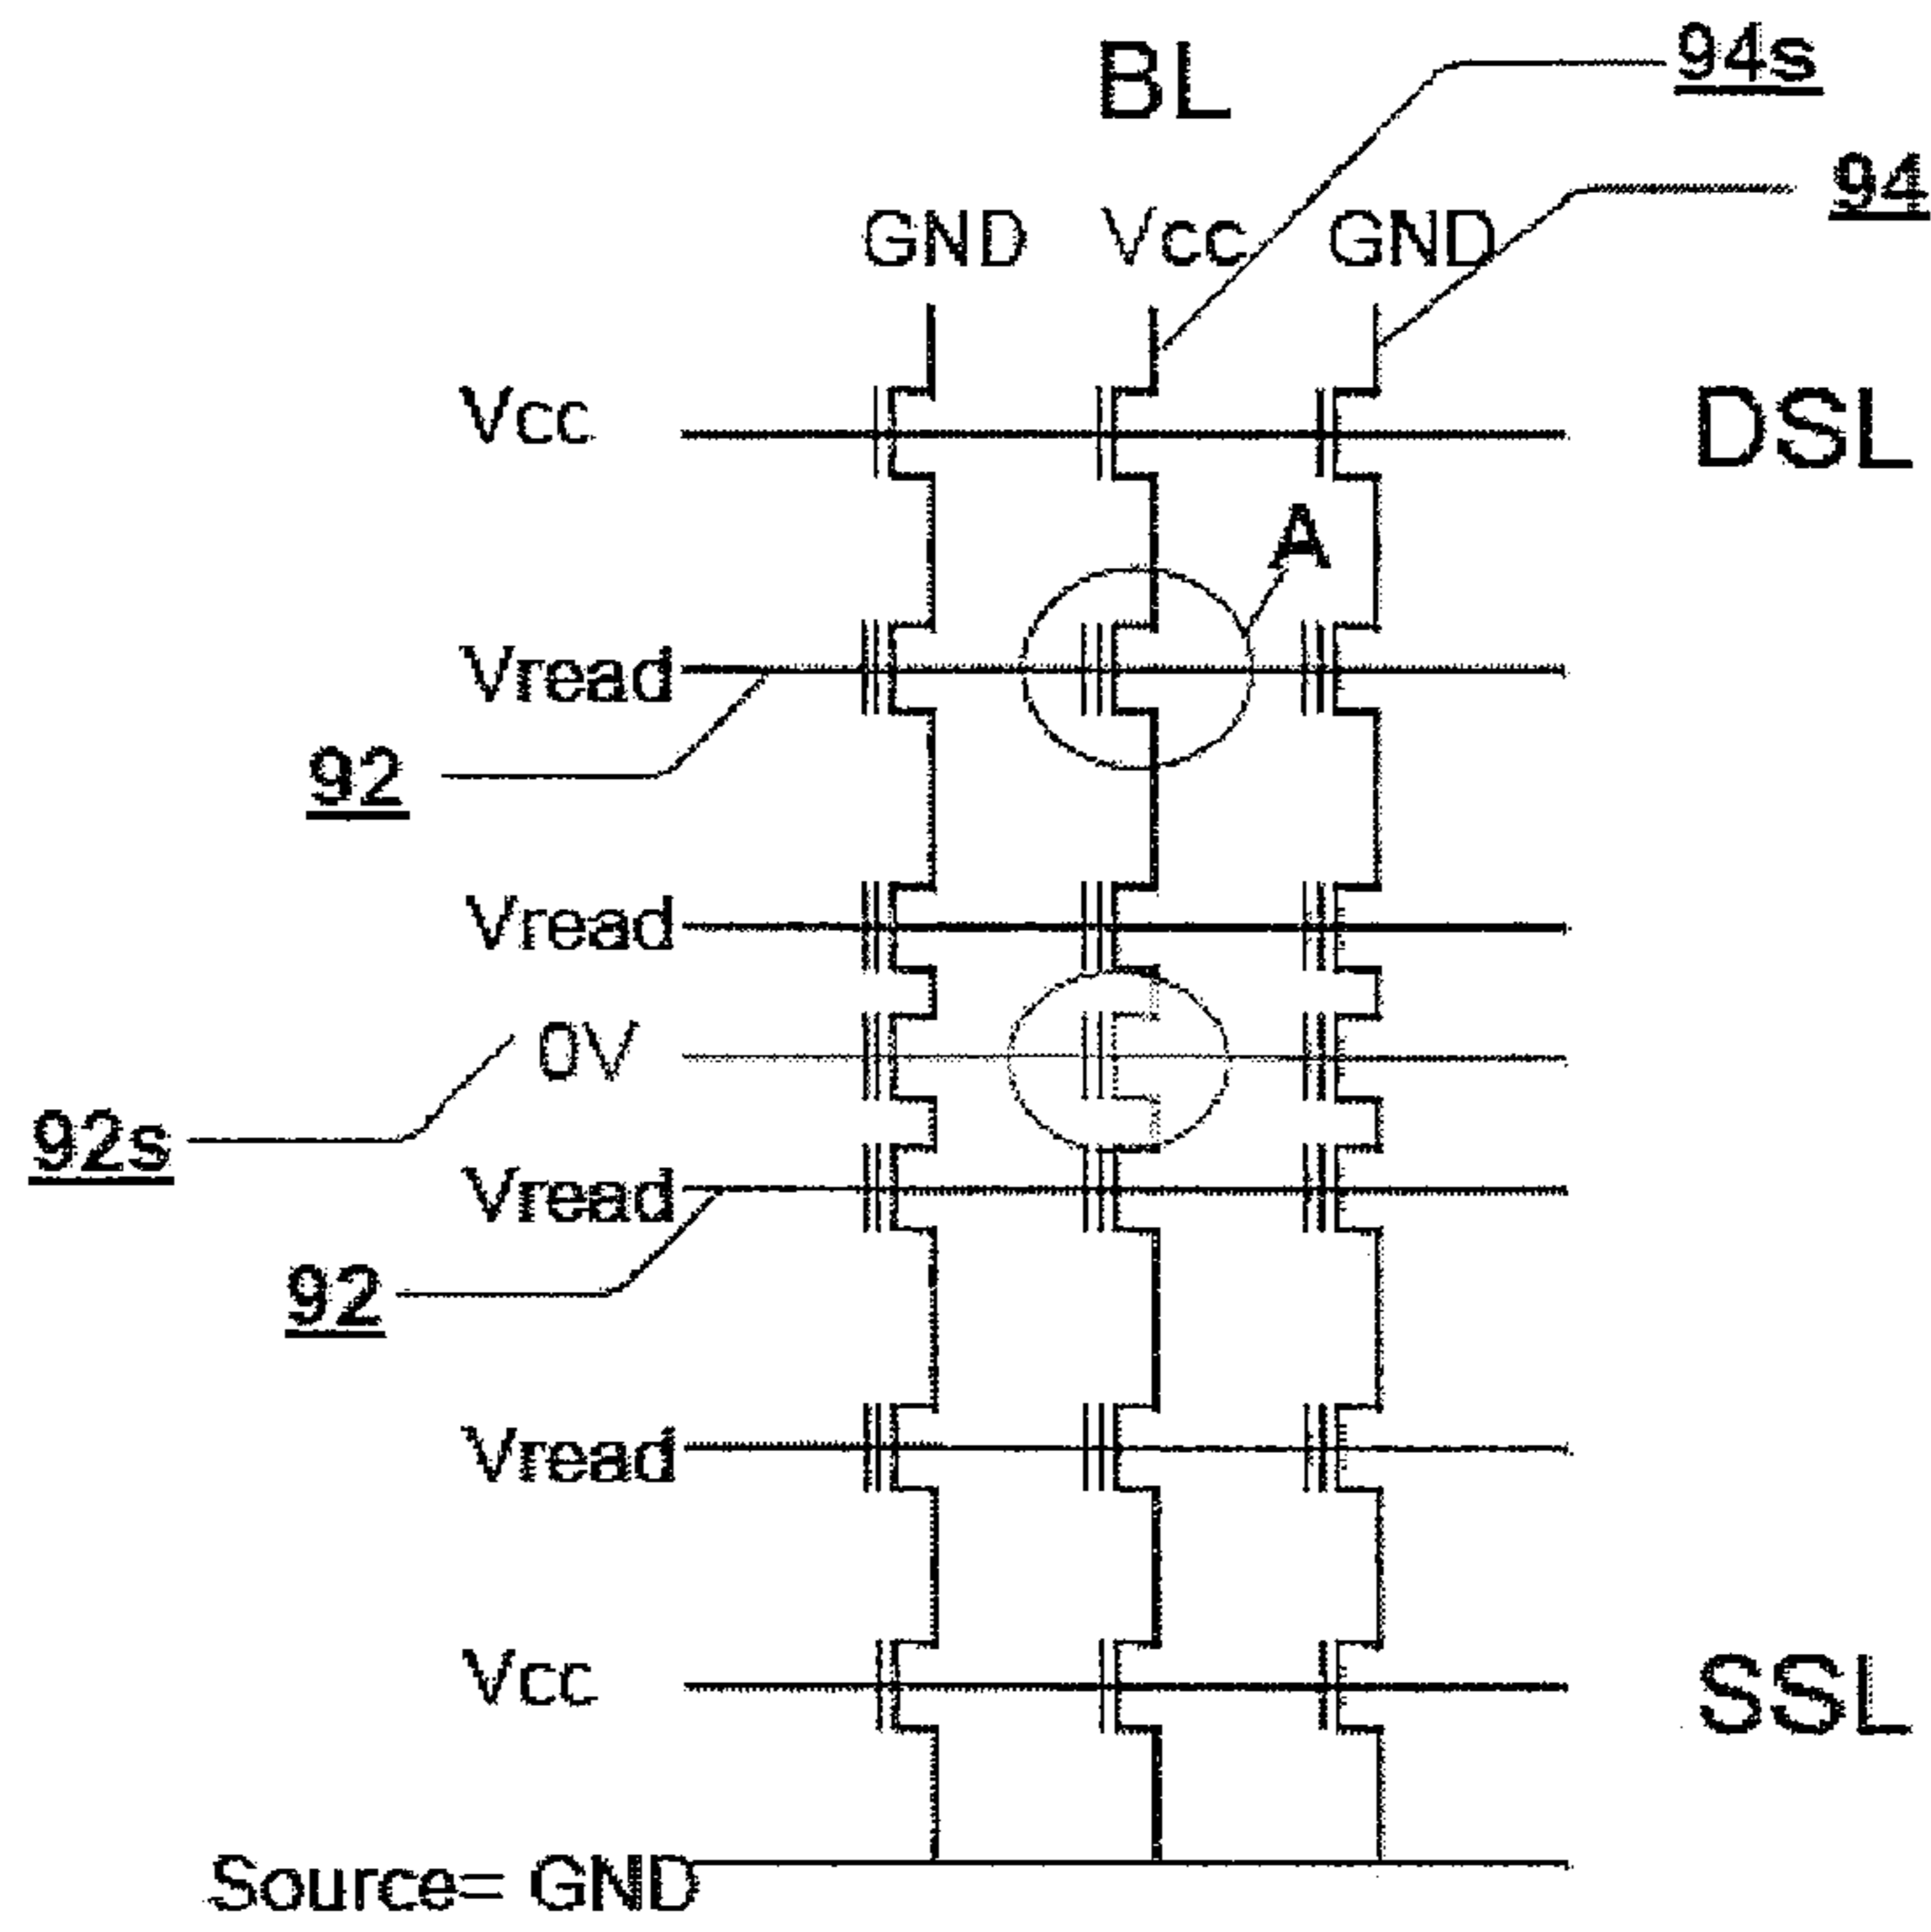 94s
BL
94
GND Vcc GND
Vcc
DSL
A
Vread
92
Vread
0V
92s
Vread
92
Vread
Vcc
SSL
Source= GND